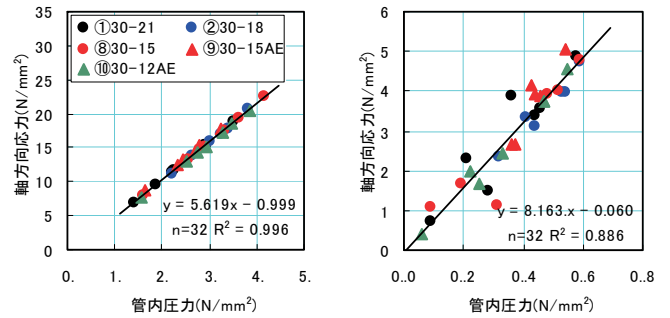 軸方向応力(N/mm²)
35
30
25
20
15
10
5
0
①30-21 ②30-18
⑧30-15 ⑨30-15AE
⑩30-12AE
y = 5.619x - 0.999
n=32 R² = 0.996
0. 1. 2. 3. 4. 5.
管内圧力(N/mm²)
軸方向応力(N/mm²)
6
5
4
3
2
1
0
y = 8.163x - 0.060
n=32 R² = 0.886
0.0 0.2 0.4 0.6 0.8
管内圧力(N/mm²)